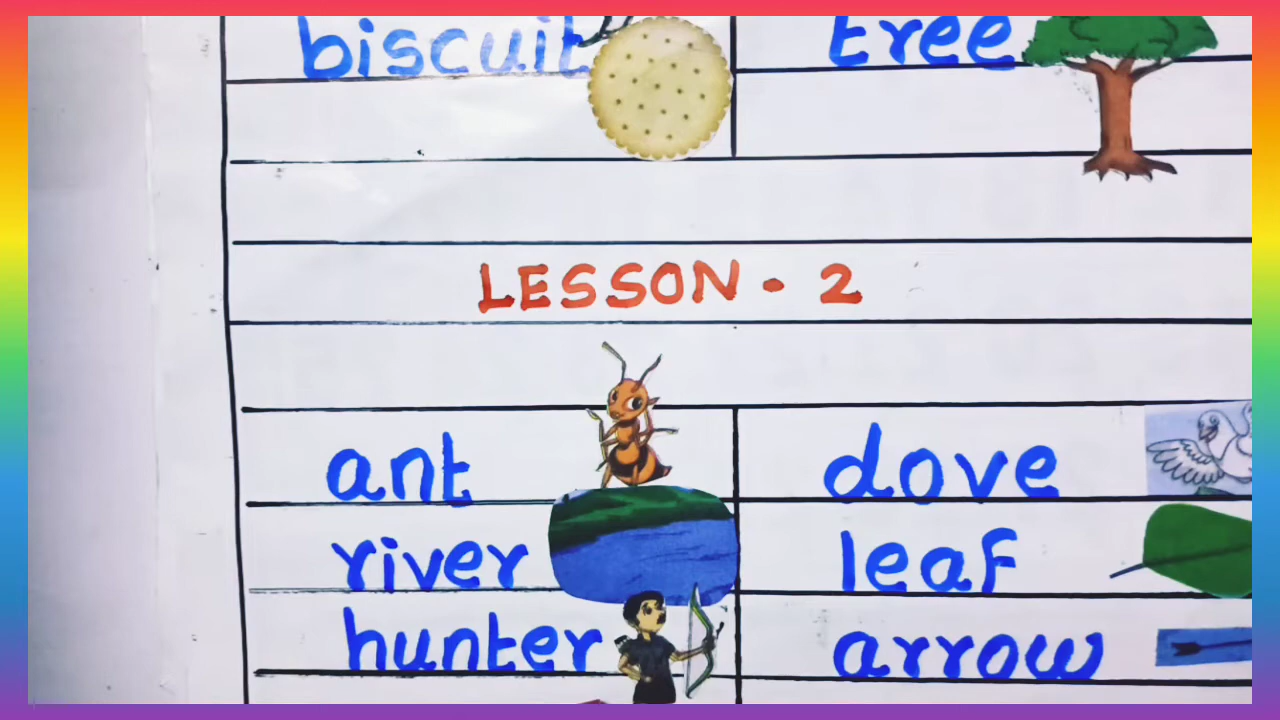 biscuit tree
LESSON - 2
ant dove
river leaf
hunter arrow